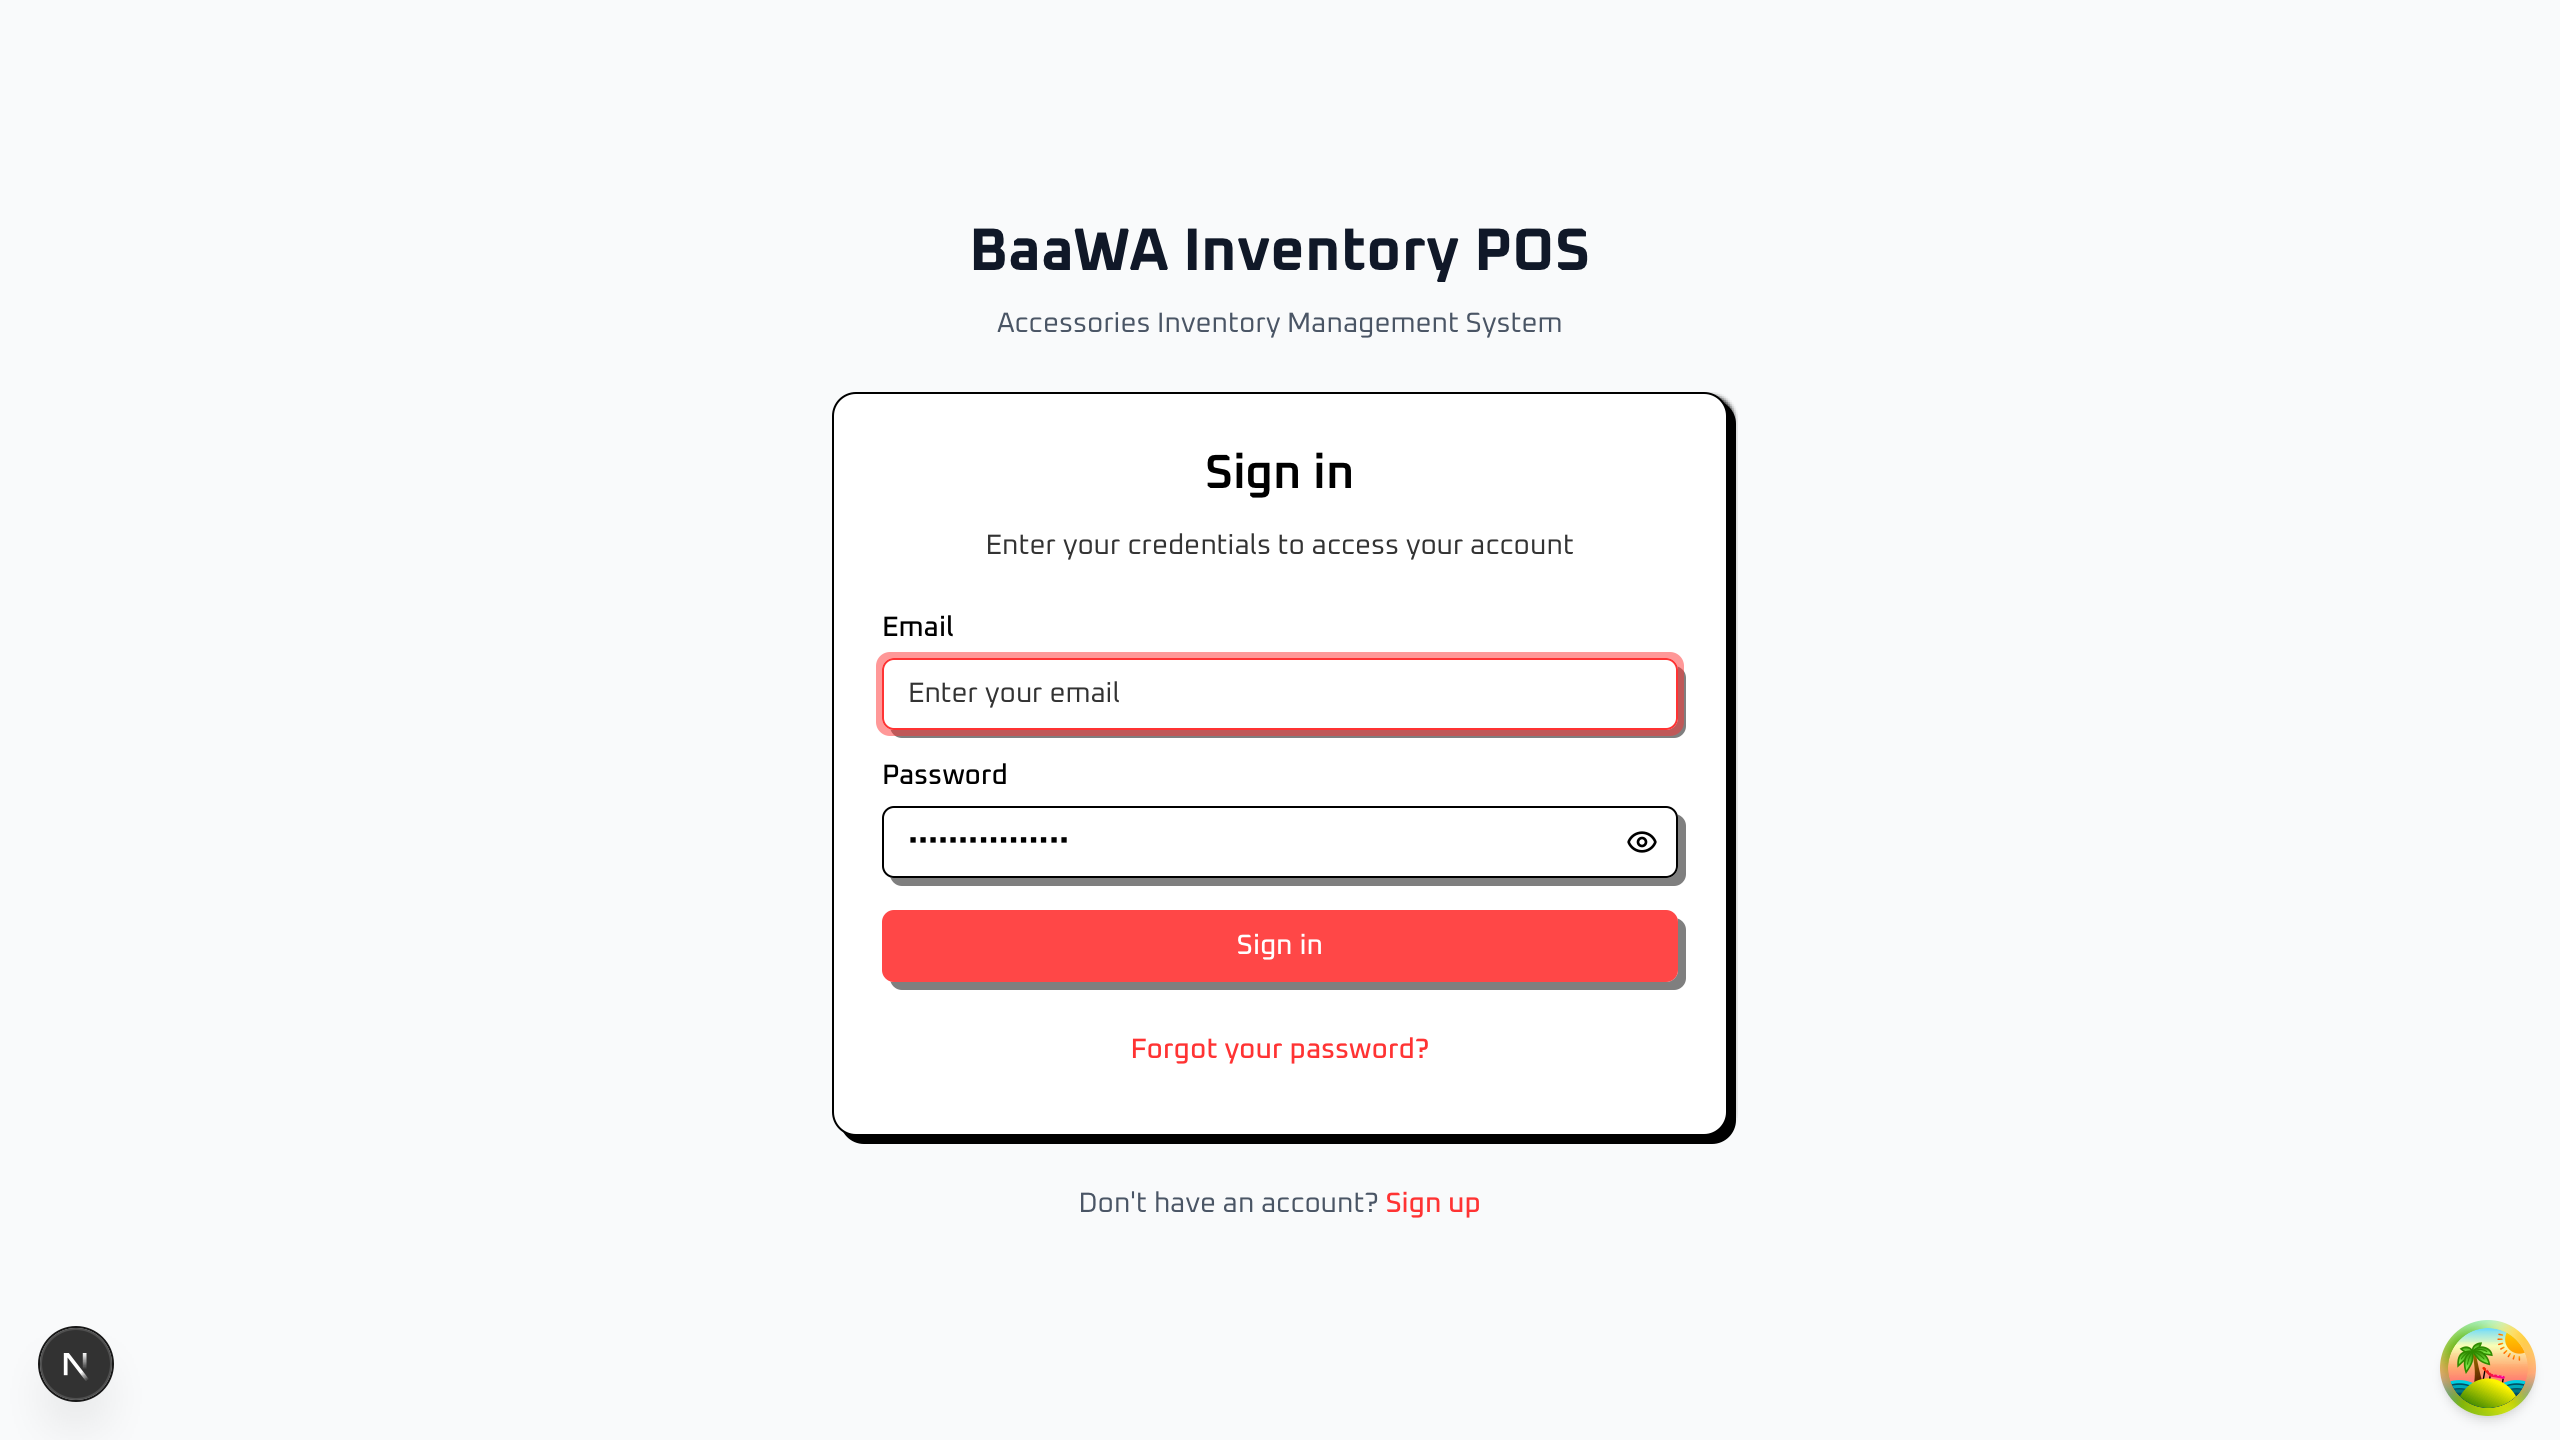 BaaWA Inventory POS
Accessories Inventory Management System
Sign in
Enter your credentials to access your account
Email
Enter your email
Password
▪▪▪▪▪▪▪▪▪▪▪▪▪▪▪▪
Sign in
Forgot your password?
Don't have an account? Sign up
N